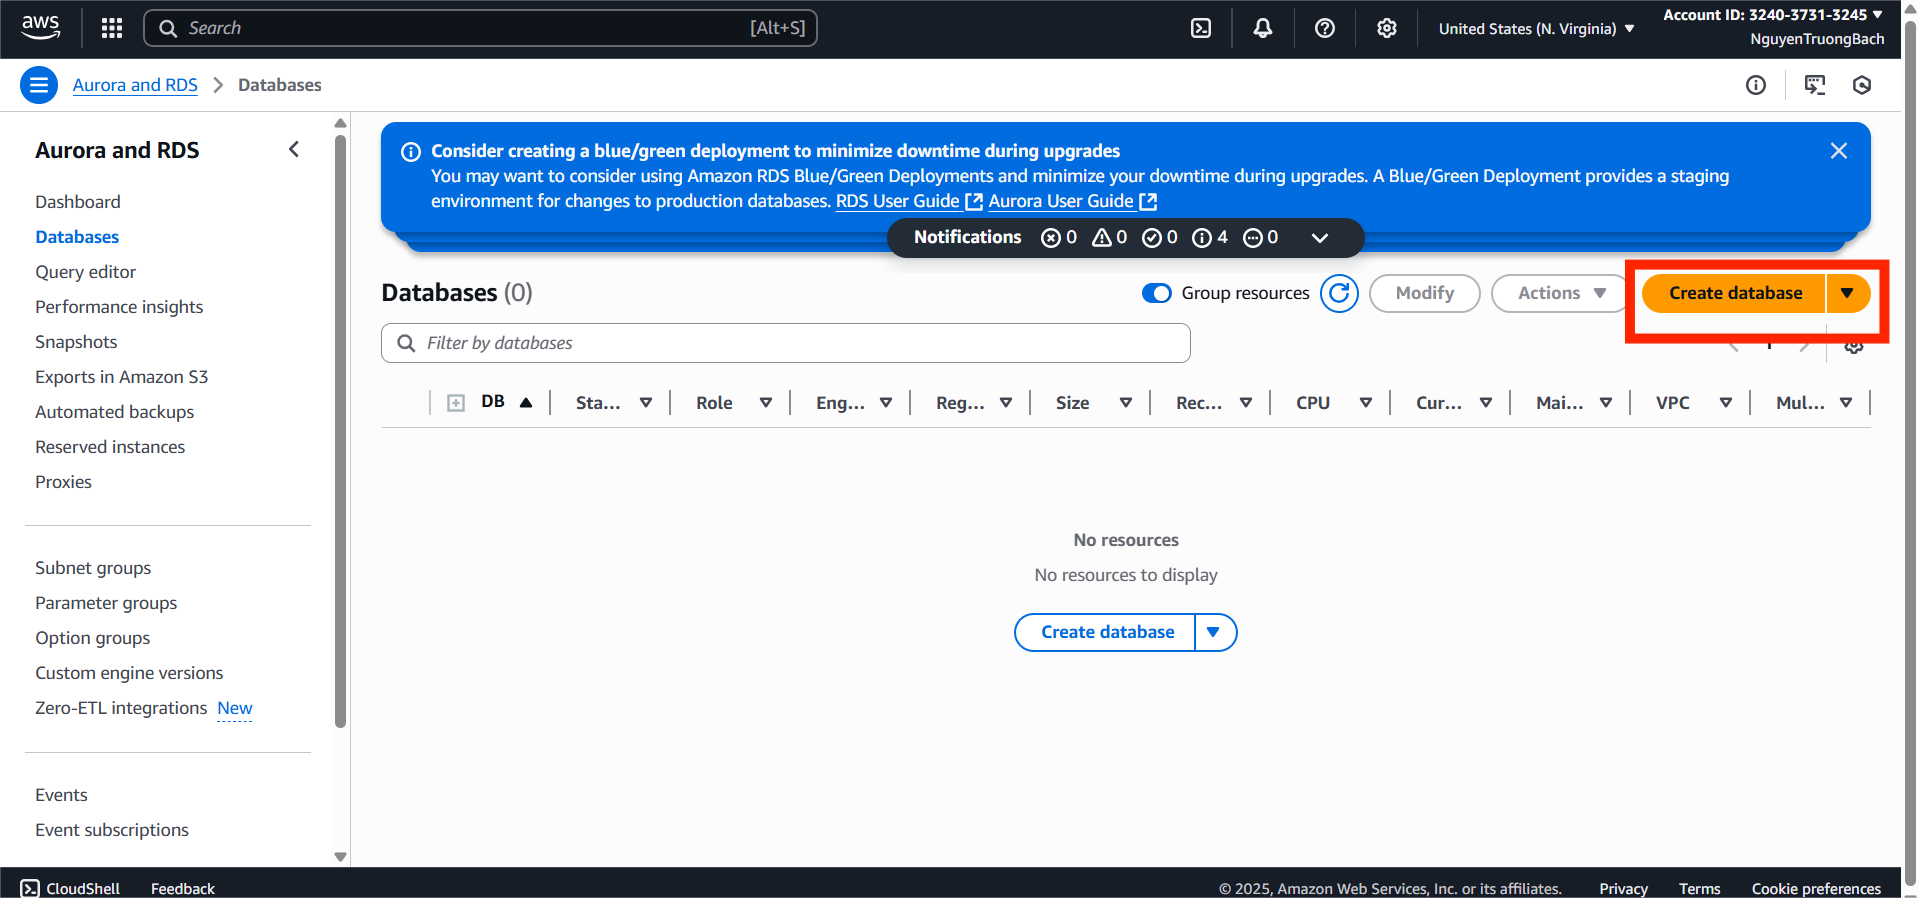 aws
Search
[Alt+S]
United States (N. Virginia)
Account ID: 3240-3731-3245
NguyenTruongBach
Aurora and RDS
Databases
Aurora and RDS
Dashboard
Databases
Query editor
Performance insights
Snapshots
Exports in Amazon S3
Automated backups
Reserved instances
Proxies
Subnet groups
Parameter groups
Option groups
Custom engine versions
Zero-ETL integrations New
Events
Event subscriptions
Consider creating a blue/green deployment to minimize downtime during upgrades
You may want to consider using Amazon RDS Blue/Green Deployments and minimize your downtime during upgrades. A Blue/Green Deployment provides a staging
environment for changes to production databases. RDS User Guide Aurora User Guide
Notifications 0 0 0 4 0
Databases (0)
Group resources
Modify
Actions
Create database
Filter by databases
1
DB Sta... Role Eng... Reg... Size Rec... CPU Cur... Mai... VPC Mul...
No resources
No resources to display
Create database
CloudShell
Feedback
© 2025, Amazon Web Services, Inc. or its affiliates.
Privacy
Terms
Cookie preferences